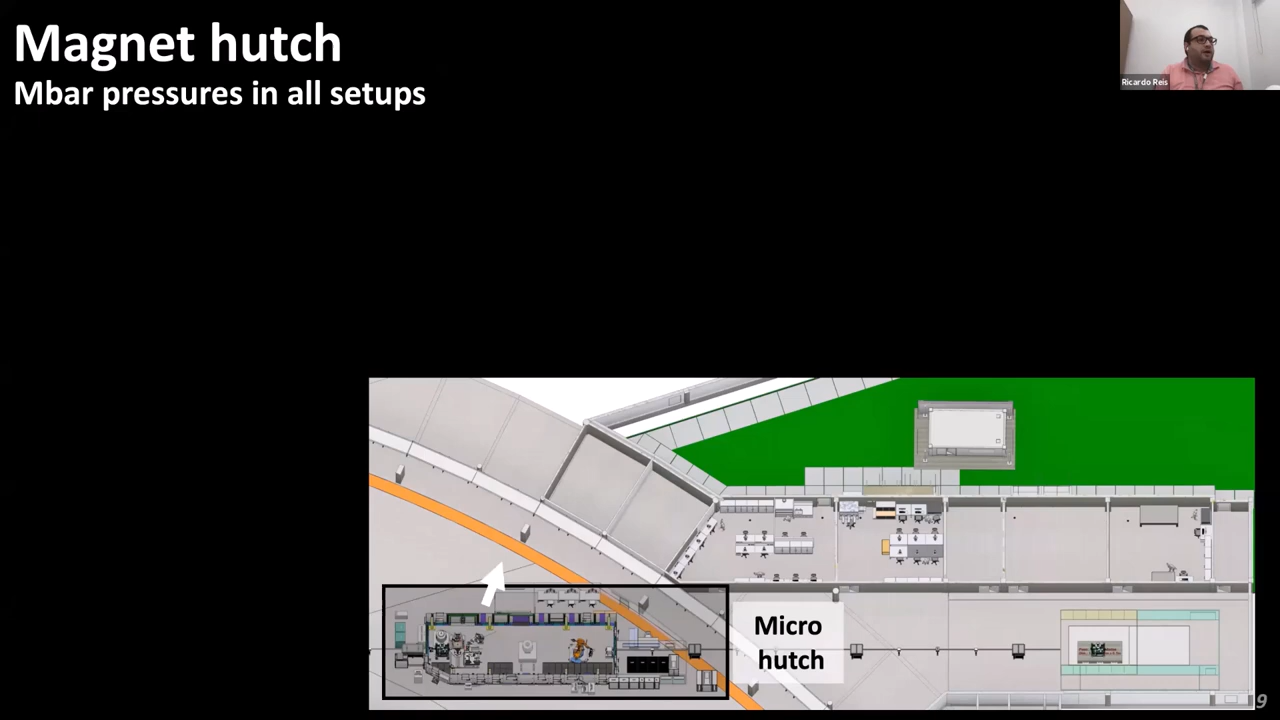 Magnet hutch
Mbar pressures in all setups
Ricardo Reis
Micro
hutch
9